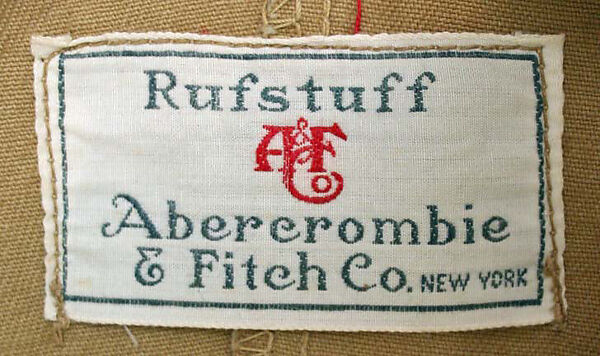 Rufstuff
A&F Co
Abercrombie
& Fitch Co. NEW YORK